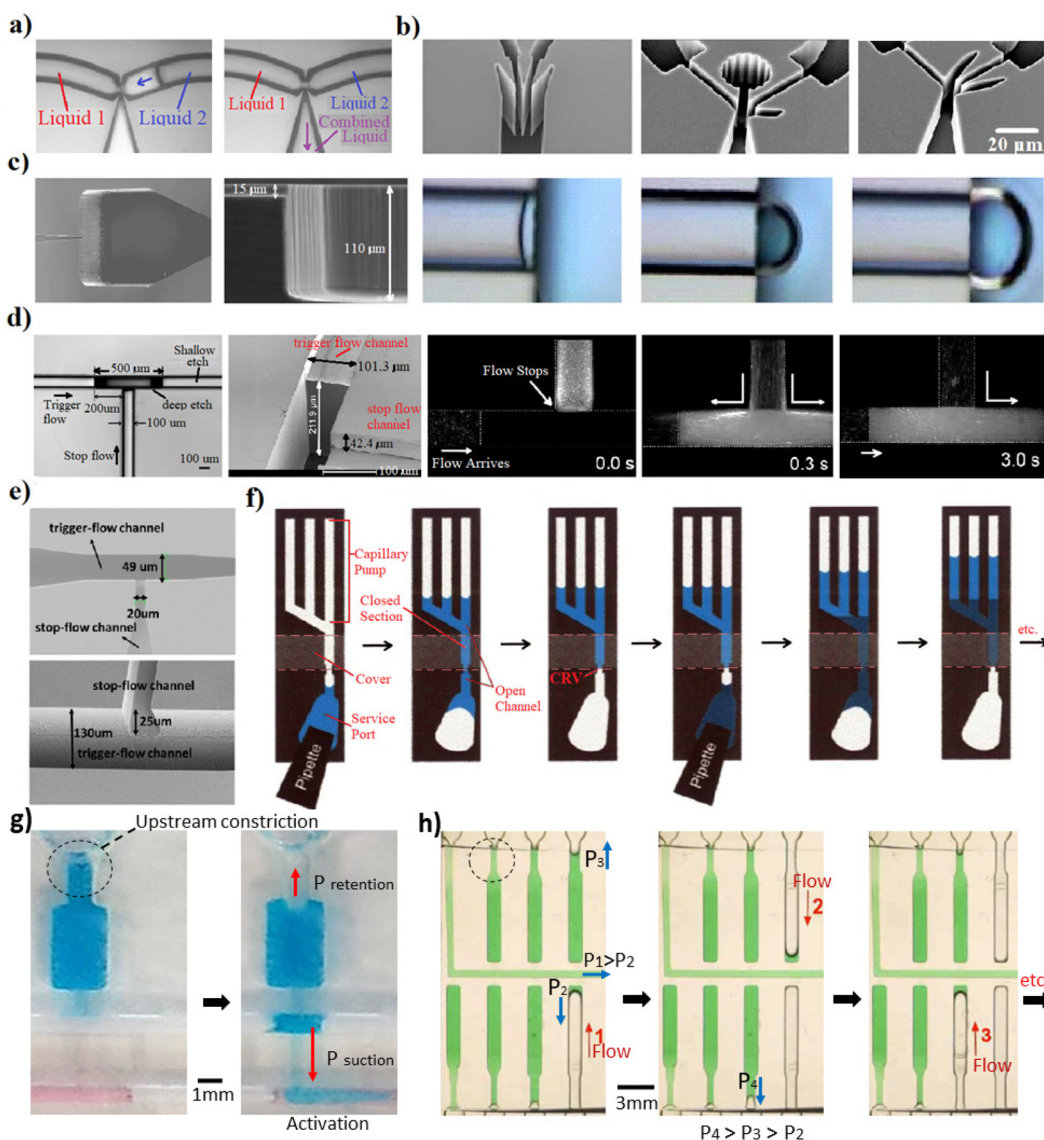 a)
Liquid 1
Liquid 2
Liquid 1
Liquid 2
Combined
Liquid
b)
20 µm
c)
15 µm
110 µm
d)
500 µm
Shallow
etch
Trigger
flow
200um
deep etch
100 um
Stop flow
100 um
trigger flow channel
101.3 µm
211.9 µm
stop flow
channel
42.4 µm
100 µm
Flow Stops
Flow Arrives
0.0 s
0.3 s
3.0 s
e)
trigger-flow channel
49 um
20um
stop-flow channel
stop-flow channel
25um
130um
trigger-flow channel
f)
Capillary
Pump
Closed
Section
Cover
Open
Channel
Service
Port
Pipette
CRV
Pipette
etc.
g)
Upstream constriction
P retention
P suction
1mm
Activation
h)
P3
P1>P2
P2
1
Flow
Flow
2
P4
3mm
P4 > P3 > P2
3
Flow
etc